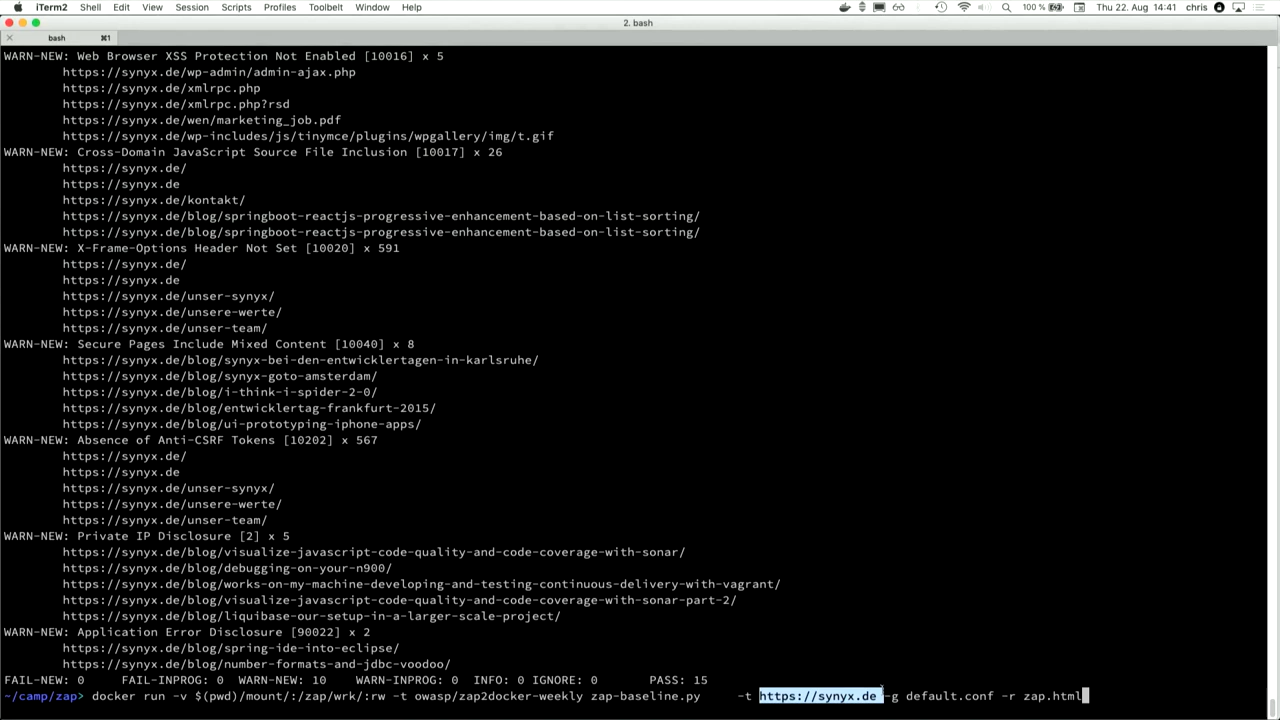 iTerm2 Shell Edit View Session Scripts Profiles Toolbelt Window Help 100 % Thu 22. Aug 14:41 chris
2. bash
bash ⌘1
WARN-NEW: Web Browser XSS Protection Not Enabled [10016] x 5
https://synyx.de/wp-admin/admin-ajax.php
https://synyx.de/xmlrpc.php
https://synyx.de/xmlrpc.php?rsd
https://synyx.de/wen/marketing_job.pdf
https://synyx.de/wp-includes/js/tinymce/plugins/wpgallery/img/t.gif
WARN-NEW: Cross-Domain JavaScript Source File Inclusion [10017] x 26
https://synyx.de/
https://synyx.de
https://synyx.de/kontakt/
https://synyx.de/blog/springboot-reactjs-progressive-enhancement-based-on-list-sorting/
https://synyx.de/blog/springboot-reactjs-progressive-enhancement-based-on-list-sorting/
WARN-NEW: X-Frame-Options Header Not Set [10020] x 591
https://synyx.de/
https://synyx.de
https://synyx.de/unser-synyx/
https://synyx.de/unsere-werte/
https://synyx.de/unser-team/
WARN-NEW: Secure Pages Include Mixed Content [10040] x 8
https://synyx.de/blog/synyx-bei-den-entwicklertagen-in-karlsruhe/
https://synyx.de/blog/synyx-goto-amsterdam/
https://synyx.de/blog/i-think-i-spider-2-0/
https://synyx.de/blog/entwicklertag-frankfurt-2015/
https://synyx.de/blog/ui-prototyping-iphone-apps/
WARN-NEW: Absence of Anti-CSRF Tokens [10202] x 567
https://synyx.de/
https://synyx.de
https://synyx.de/unser-synyx/
https://synyx.de/unsere-werte/
https://synyx.de/unser-team/
WARN-NEW: Private IP Disclosure [2] x 5
https://synyx.de/blog/visualize-javascript-code-quality-and-code-coverage-with-sonar/
https://synyx.de/blog/debugging-on-your-n900/
https://synyx.de/blog/works-on-my-machine-developing-and-testing-continuous-delivery-with-vagrant/
https://synyx.de/blog/visualize-javascript-code-quality-and-code-coverage-with-sonar-part-2/
https://synyx.de/blog/liquibase-our-setup-in-a-larger-scale-project/
WARN-NEW: Application Error Disclosure [90022] x 2
https://synyx.de/blog/spring-ide-into-eclipse/
https://synyx.de/blog/number-formats-and-jdbc-voodoo/
FAIL-NEW: 0 FAIL-INPROG: 0 WARN-NEW: 10 WARN-INPROG: 0 INFO: 0 IGNORE: 0 PASS: 15
~/camp/zap> docker run -v $(pwd)/mount/:/zap/wrk/:rw -t owasp/zap2docker-weekly zap-baseline.py -t https://synyx.de -g default.conf -r zap.html